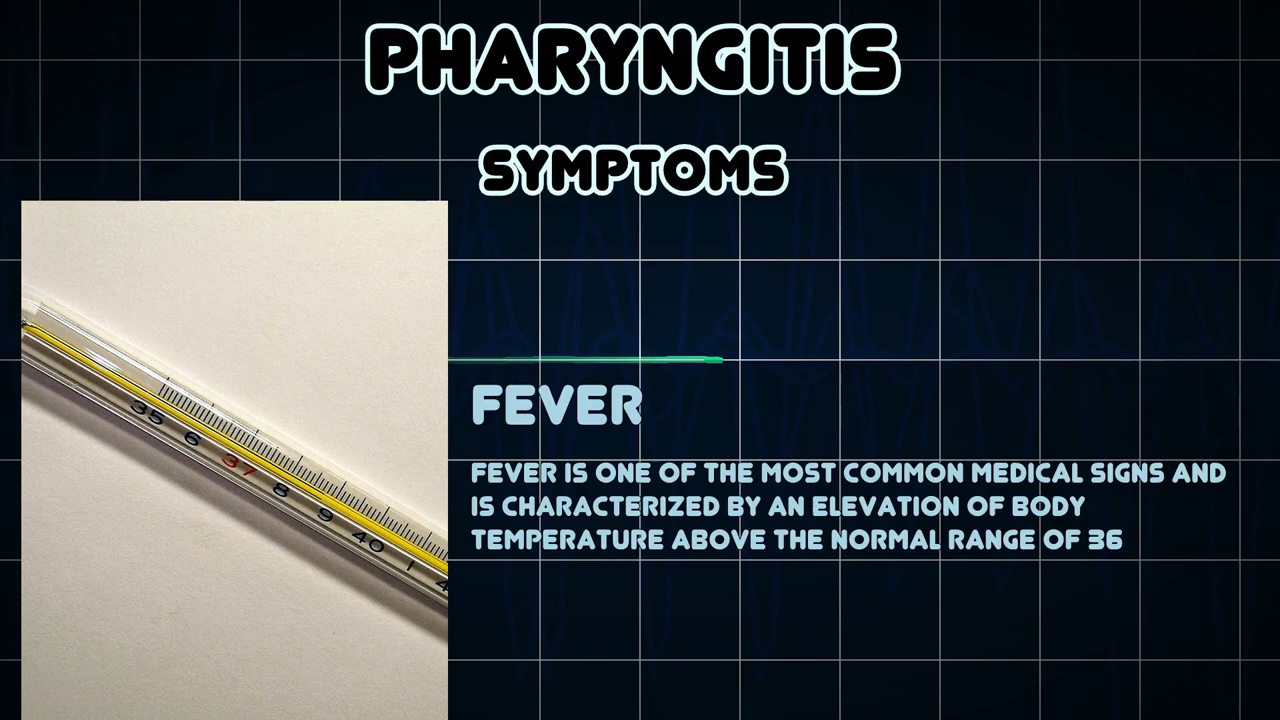 PHARYNGITIS
SYMPTOMS
35 6 37 8 9 40 1
FEVER
FEVER IS ONE OF THE MOST COMMON MEDICAL SIGNS AND
IS CHARACTERIZED BY AN ELEVATION OF BODY
TEMPERATURE ABOVE THE NORMAL RANGE OF 36